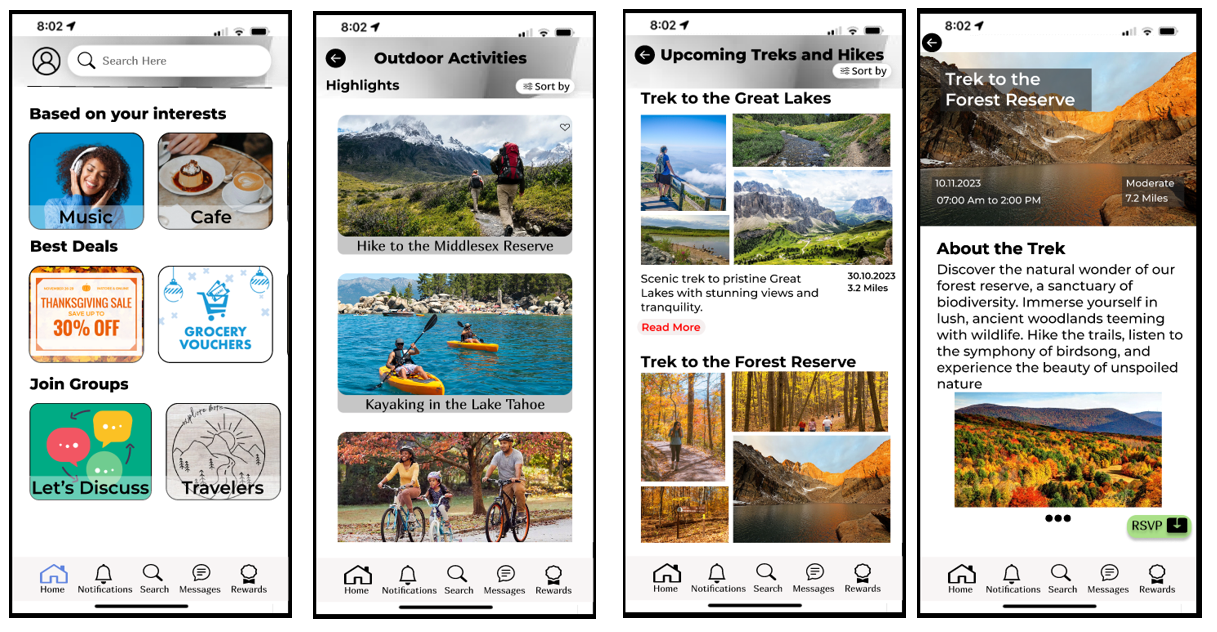 8:02
Search Here
Based on your interests
Music
Cafe
Best Deals
THANKSGIVING SALE
SAVE UP TO
30% OFF
GROCERY
VOUCHERS
Join Groups
Let's Discuss
explore more
Travelers
Home
Notifications
Search
Messages
Rewards
8:02
Outdoor Activities
Highlights
Sort by
Hike to the Middlesex Reserve
Kayaking in the Lake Tahoe
Home
Notifications
Search
Messages
Rewards
8:02
Upcoming Treks and Hikes
Sort by
Trek to the Great Lakes
Scenic trek to pristine Great
Lakes with stunning views and
tranquility.
30.10.2023
3.2 Miles
Read More
Trek to the Forest Reserve
Home
Notifications
Search
Messages
Rewards
8:02
Trek to the
Forest Reserve
10.11.2023
07:00 Am to 2:00 PM
Moderate
7.2 Miles
About the Trek
Discover the natural wonder of our
forest reserve, a sanctuary of
biodiversity. Immerse yourself in
lush, ancient woodlands teeming
with wildlife. Hike the trails, listen to
the symphony of birdsong, and
experience the beauty of unspoiled
nature
RSVP
Home
Notifications
Search
Messages
Rewards